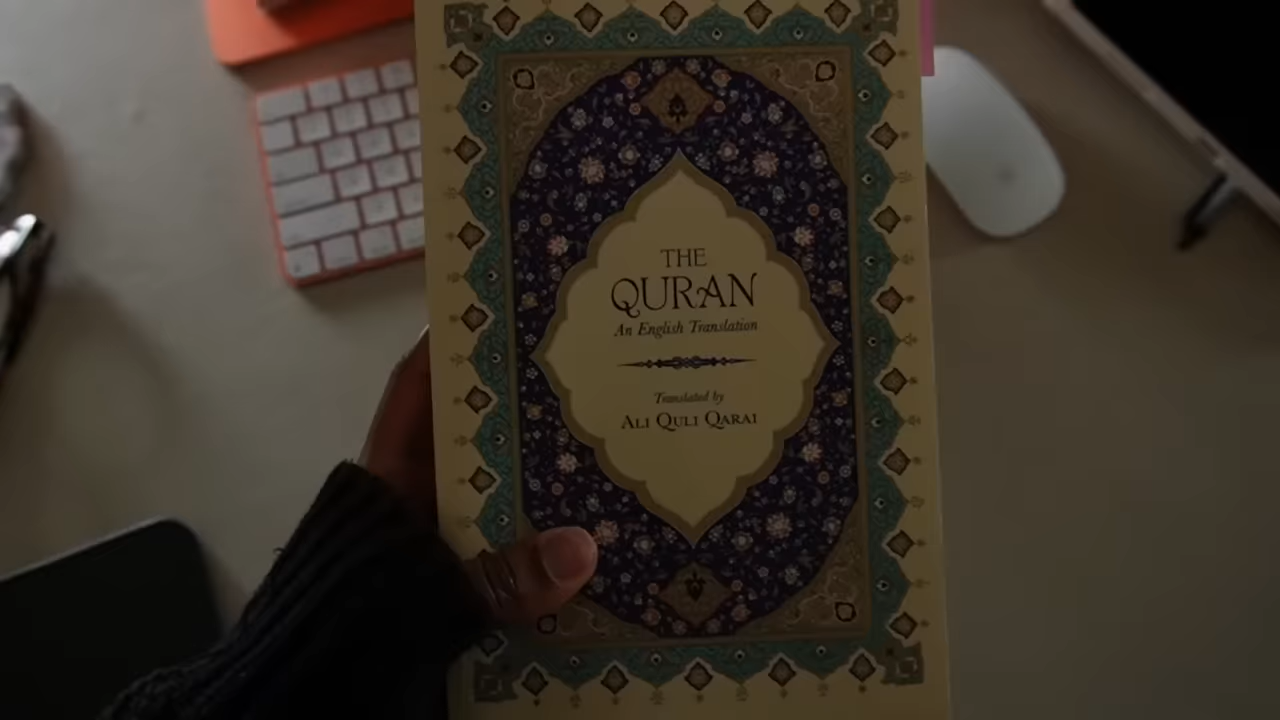 THE
QURAN
An English Translation
Translated by
ALI QULI QARAI